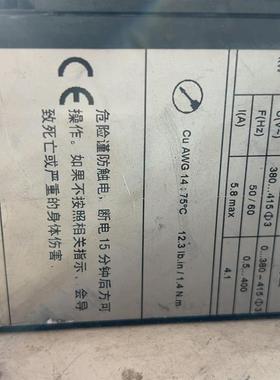 U(V~)
380...415 Φ3
0...380-415 Φ3
F(Hz)
50 / 60
0.5...400
I(A)
5.8 max
4.1
Cu AWG 14 : 75°C
12.3 lb.in / 1.4 N.m
CE
危险谨防触电，断电 15 分钟后方可
操作。如果不按照相关指示，会导
致死亡或严重的身体伤害.